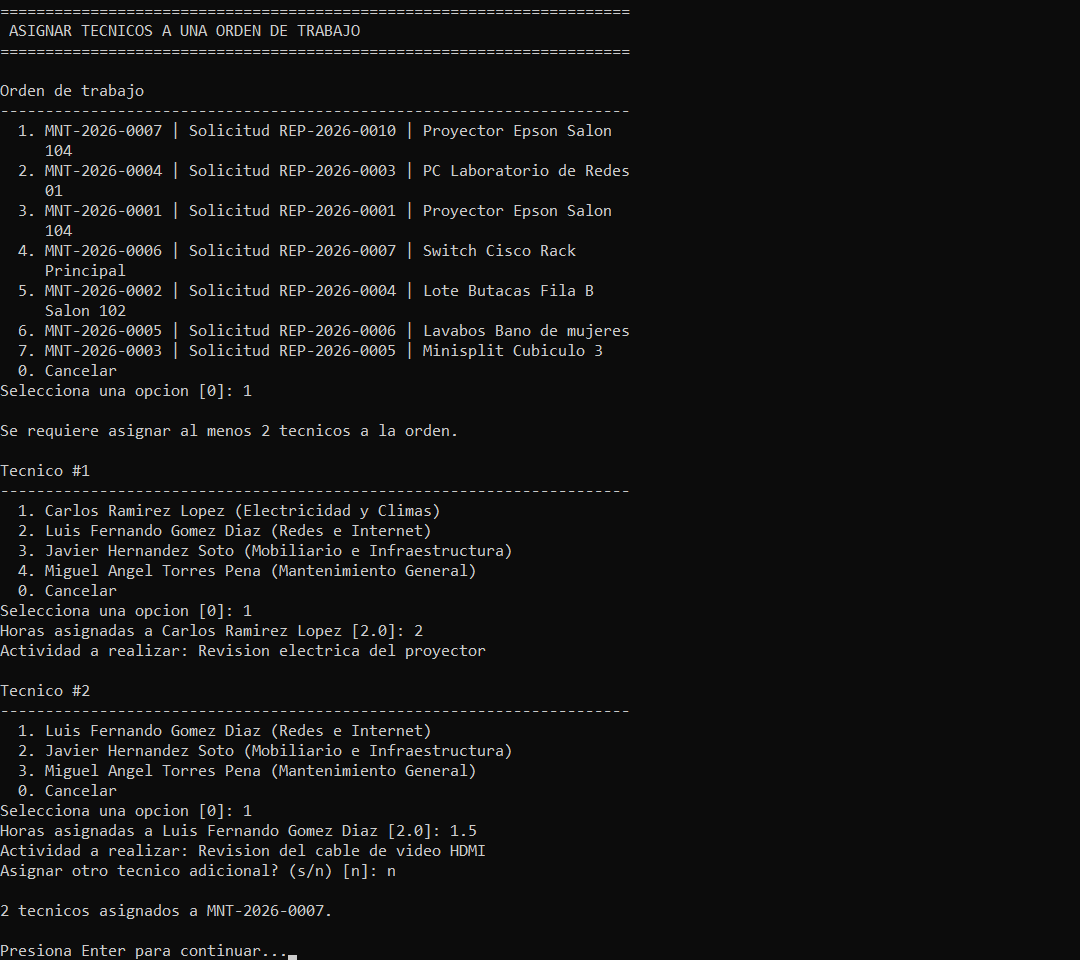 ======================================================================
 ASIGNAR TECNICOS A UNA ORDEN DE TRABAJO
======================================================================

Orden de trabajo
----------------------------------------------------------------------
  1. MNT-2026-0007 | Solicitud REP-2026-0010 | Proyector Epson Salon
     104
  2. MNT-2026-0004 | Solicitud REP-2026-0003 | PC Laboratorio de Redes
     01
  3. MNT-2026-0001 | Solicitud REP-2026-0001 | Proyector Epson Salon
     104
  4. MNT-2026-0006 | Solicitud REP-2026-0007 | Switch Cisco Rack
     Principal
  5. MNT-2026-0002 | Solicitud REP-2026-0004 | Lote Butacas Fila B
     Salon 102
  6. MNT-2026-0005 | Solicitud REP-2026-0006 | Lavabos Bano de mujeres
  7. MNT-2026-0003 | Solicitud REP-2026-0005 | Minisplit Cubiculo 3
  0. Cancelar
Selecciona una opcion [0]: 1

Se requiere asignar al menos 2 tecnicos a la orden.

Tecnico #1
----------------------------------------------------------------------
  1. Carlos Ramirez Lopez (Electricidad y Climas)
  2. Luis Fernando Gomez Diaz (Redes e Internet)
  3. Javier Hernandez Soto (Mobiliario e Infraestructura)
  4. Miguel Angel Torres Pena (Mantenimiento General)
  0. Cancelar
Selecciona una opcion [0]: 1
Horas asignadas a Carlos Ramirez Lopez [2.0]: 2
Actividad a realizar: Revision electrica del proyector

Tecnico #2
----------------------------------------------------------------------
  1. Luis Fernando Gomez Diaz (Redes e Internet)
  2. Javier Hernandez Soto (Mobiliario e Infraestructura)
  3. Miguel Angel Torres Pena (Mantenimiento General)
  0. Cancelar
Selecciona una opcion [0]: 1
Horas asignadas a Luis Fernando Gomez Diaz [2.0]: 1.5
Actividad a realizar: Revision del cable de video HDMI
Asignar otro tecnico adicional? (s/n) [n]: n

2 tecnicos asignados a MNT-2026-0007.

Presiona Enter para continuar...